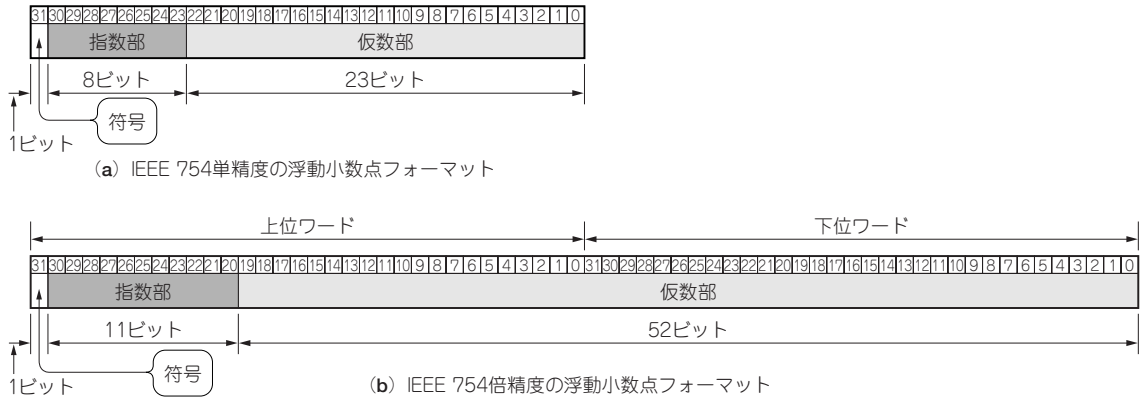 31 30 29 28 27 26 25 24 23 22 21 20 19 18 17 16 15 14 13 12 11 10 9 8 7 6 5 4 3 2 1 0
指数部 仮数部
8ビット 23ビット
符号
1ビット
（a）IEEE 754単精度の浮動小数点フォーマット
上位ワード 下位ワード
31 30 29 28 27 26 25 24 23 22 21 20 19 18 17 16 15 14 13 12 11 10 9 8 7 6 5 4 3 2 1 0 31 30 29 28 27 26 25 24 23 22 21 20 19 18 17 16 15 14 13 12 11 10 9 8 7 6 5 4 3 2 1 0
指数部 仮数部
11ビット 52ビット
符号
1ビット
（b）IEEE 754倍精度の浮動小数点フォーマット